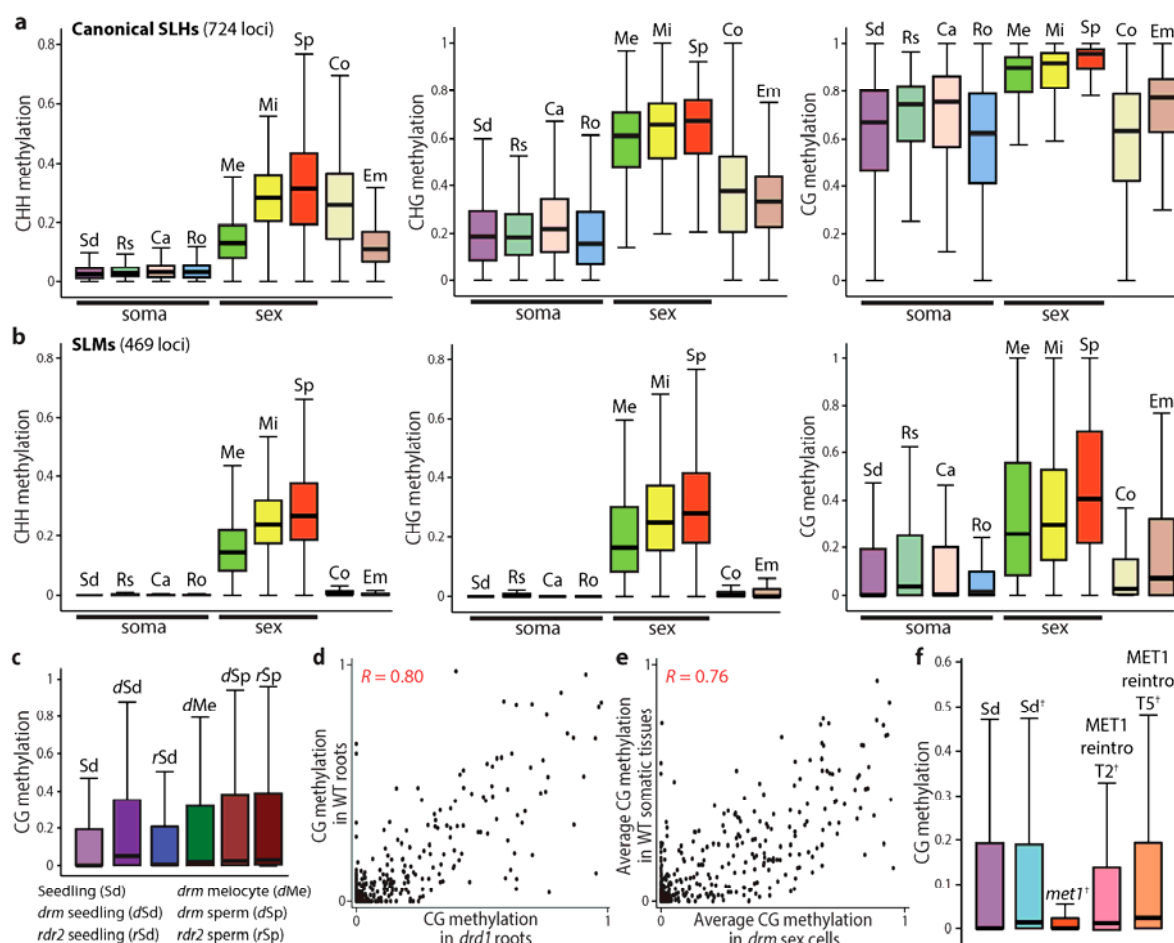 a Canonical SLHs (724 loci)
CHH methylation
0.8
0.6
0.4
0.2
0
Sd Rs Ca Ro Me Mi Sp Co Em
soma sex
CHG methylation
1
0.8
0.6
0.4
0.2
0
Sd Rs Ca Ro Me Mi Sp Co Em
soma sex
CG methylation
1
0.8
0.6
0.4
0.2
0
Sd Rs Ca Ro Me Mi Sp Co Em
soma sex
b SLMs (469 loci)
CHH methylation
0.8
0.6
0.4
0.2
0
Sd Rs Ca Ro Me Mi Sp Co Em
soma sex
CHG methylation
0.8
0.6
0.4
0.2
0
Sd Rs Ca Ro Me Mi Sp Co Em
soma sex
CG methylation
1
0.8
0.6
0.4
0.2
0
Sd Rs Ca Ro Me Mi Sp Co Em
soma sex
c
CG methylation
1
0.8
0.6
0.4
0.2
0
Sd dSd rSd dMe dSp rSp
Seedling (Sd)
drm seedling (dSd)
rdr2 seedling (rSd)
drm meiocyte (dMe)
drm sperm (dSp)
rdr2 sperm (rSp)
d
R = 0.80
CG methylation
in WT roots
1
0
0 1
CG methylation
in drd1 roots
e
R = 0.76
Average CG methylation
in WT somatic tissues
1
0
0 1
Average CG methylation
in drm sex cells
f
CG methylation
0.6
0.5
0.4
0.3
0.2
0.1
0
Sd
Sd†
met1†
MET1
reintro
T2†
MET1
reintro
T5†